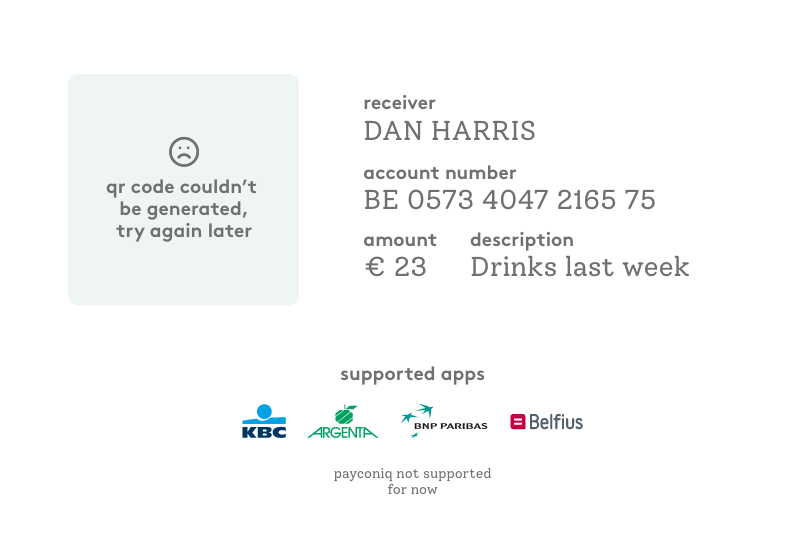 qr code couldn't
be generated,
try again later
receiver
DAN HARRIS
account number
BE 0573 4047 2165 75
amount
€ 23
description
Drinks last week
supported apps
KBC
ARGENTA
BNP PARIBAS
Belfius
payconiq not supported
for now